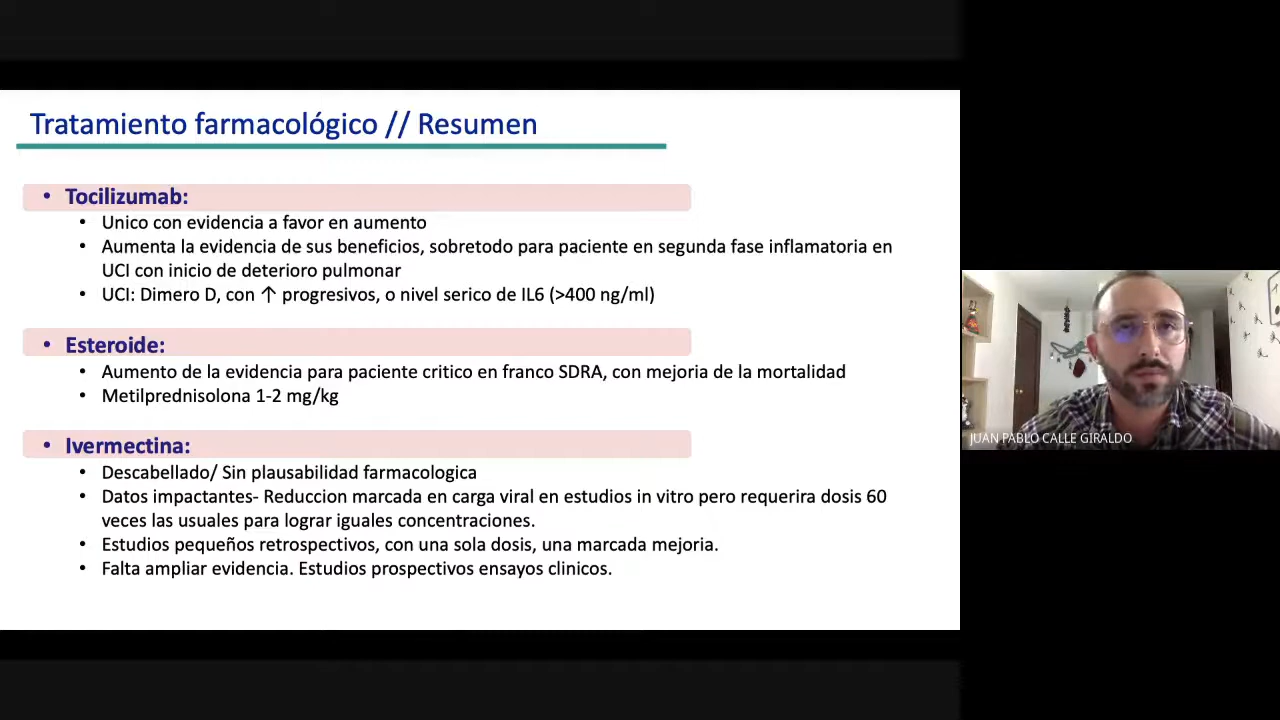 Tratamiento farmacológico // Resumen
• Tocilizumab:
• Unico con evidencia a favor en aumento
• Aumenta la evidencia de sus beneficios, sobretodo para paciente en segunda fase inflamatoria en
UCI con inicio de deterioro pulmonar
• UCI: Dimero D, con ↑ progresivos, o nivel serico de IL6 (>400 ng/ml)
• Esteroide:
• Aumento de la evidencia para paciente critico en franco SDRA, con mejoria de la mortalidad
• Metilprednisolona 1-2 mg/kg
• Ivermectina:
• Descabellado/ Sin plausabilidad farmacologica
• Datos impactantes- Reduccion marcada en carga viral en estudios in vitro pero requerira dosis 60
veces las usuales para lograr iguales concentraciones.
• Estudios pequeños retrospectivos, con una sola dosis, una marcada mejoria.
• Falta ampliar evidencia. Estudios prospectivos ensayos clinicos.
JUAN PABLO CALLE GIRALDO